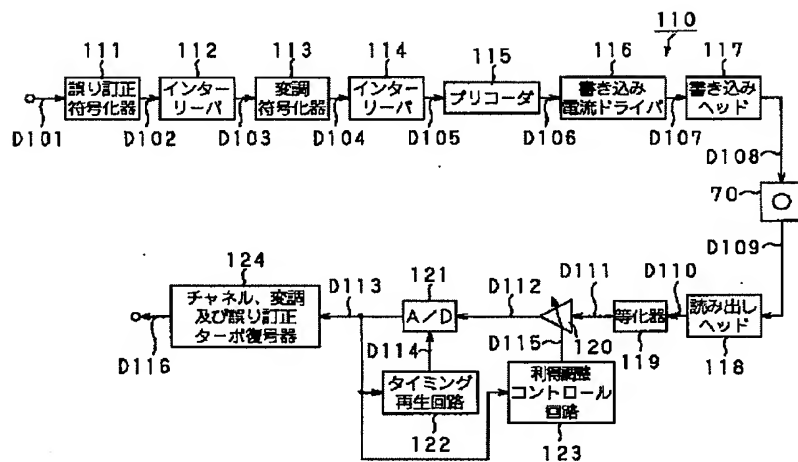 110
111
112
113
114
115
116
117
誤り訂正
符号化器
インター
リーバ
変調
符号化器
インター
リーバ
プリコーダ
書き込み
電流ドライバ
書き込み
ヘッド
D101
D102
D103
D104
D105
D106
D107
D108
70
D109
124
D113
121
D112
D111
D110
チャネル、変調
及び誤り訂正
ターボ復号器
A/D
等化器
読み出し
ヘッド
D116
D114
D115
120
119
118
タイミング
再生回路
利得調整
コントロール
回路
122
123